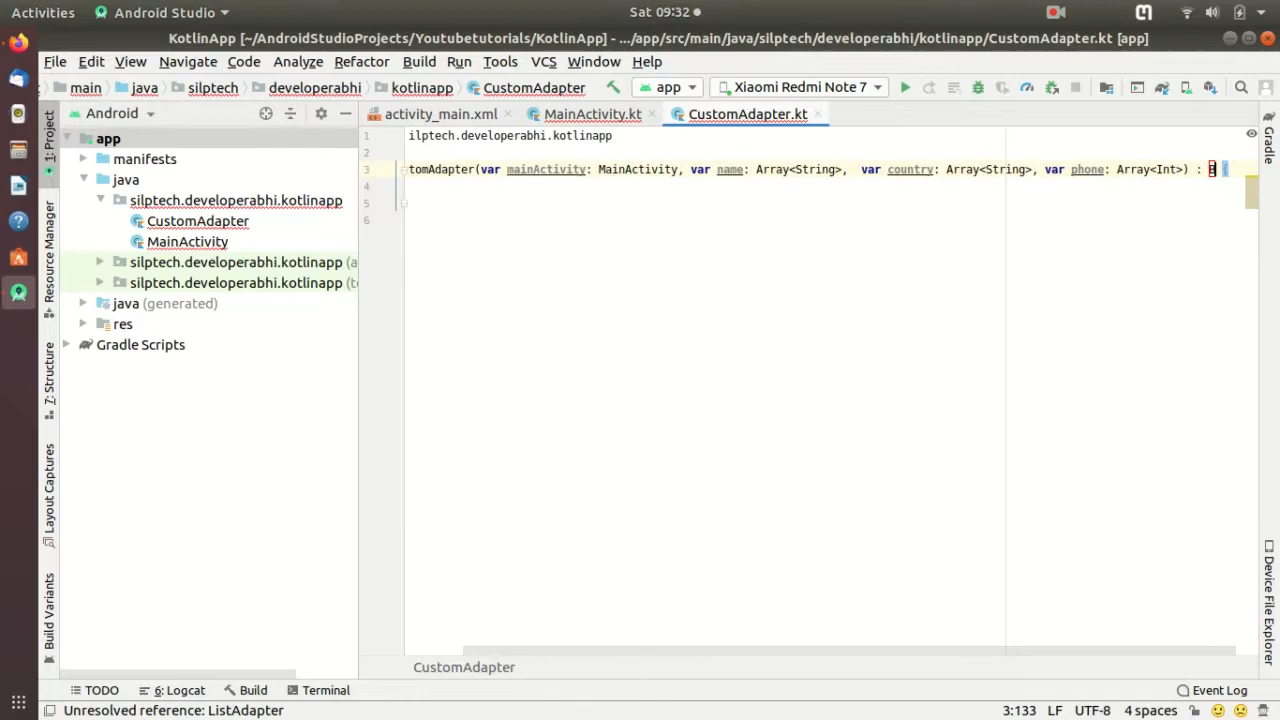 Activities Android Studio Sat 09:32
KotlinApp [~/AndroidStudioProjects/Youtubetutorials/KotlinApp] - .../app/src/main/java/silptech/developerabhi/kotlinapp/CustomAdapter.kt [app]
File Edit View Navigate Code Analyze Refactor Build Run Tools VCS Window Help
main java silptech developerabhi kotlinapp CustomAdapter app Xiaomi Redmi Note 7
Android activity_main.xml MainActivity.kt CustomAdapter.kt
1: Project
Resource Manager
7: Structure
Layout Captures
Build Variants
app
manifests
java
silptech.developerabhi.kotlinapp
CustomAdapter
MainActivity
silptech.developerabhi.kotlinapp (a
silptech.developerabhi.kotlinapp (t
java (generated)
res
Gradle Scripts
1 ilptech.developerabhi.kotlinapp
2
3 tomAdapter(var mainActivity: MainActivity, var name: Array<String>,  var country: Array<String>, var phone: Array<Int>) : B {
4
5
6
Gradle
Device File Explorer
CustomAdapter
TODO 6: Logcat Build Terminal Event Log
Unresolved reference: ListAdapter 3:133 LF UTF-8 4 spaces